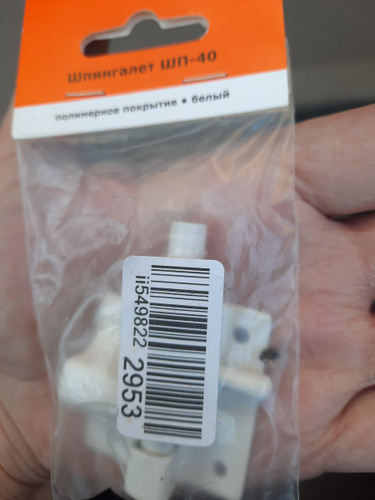 Шпингалет ШП-40
полимерное покрытие • белый
ii549822 2953